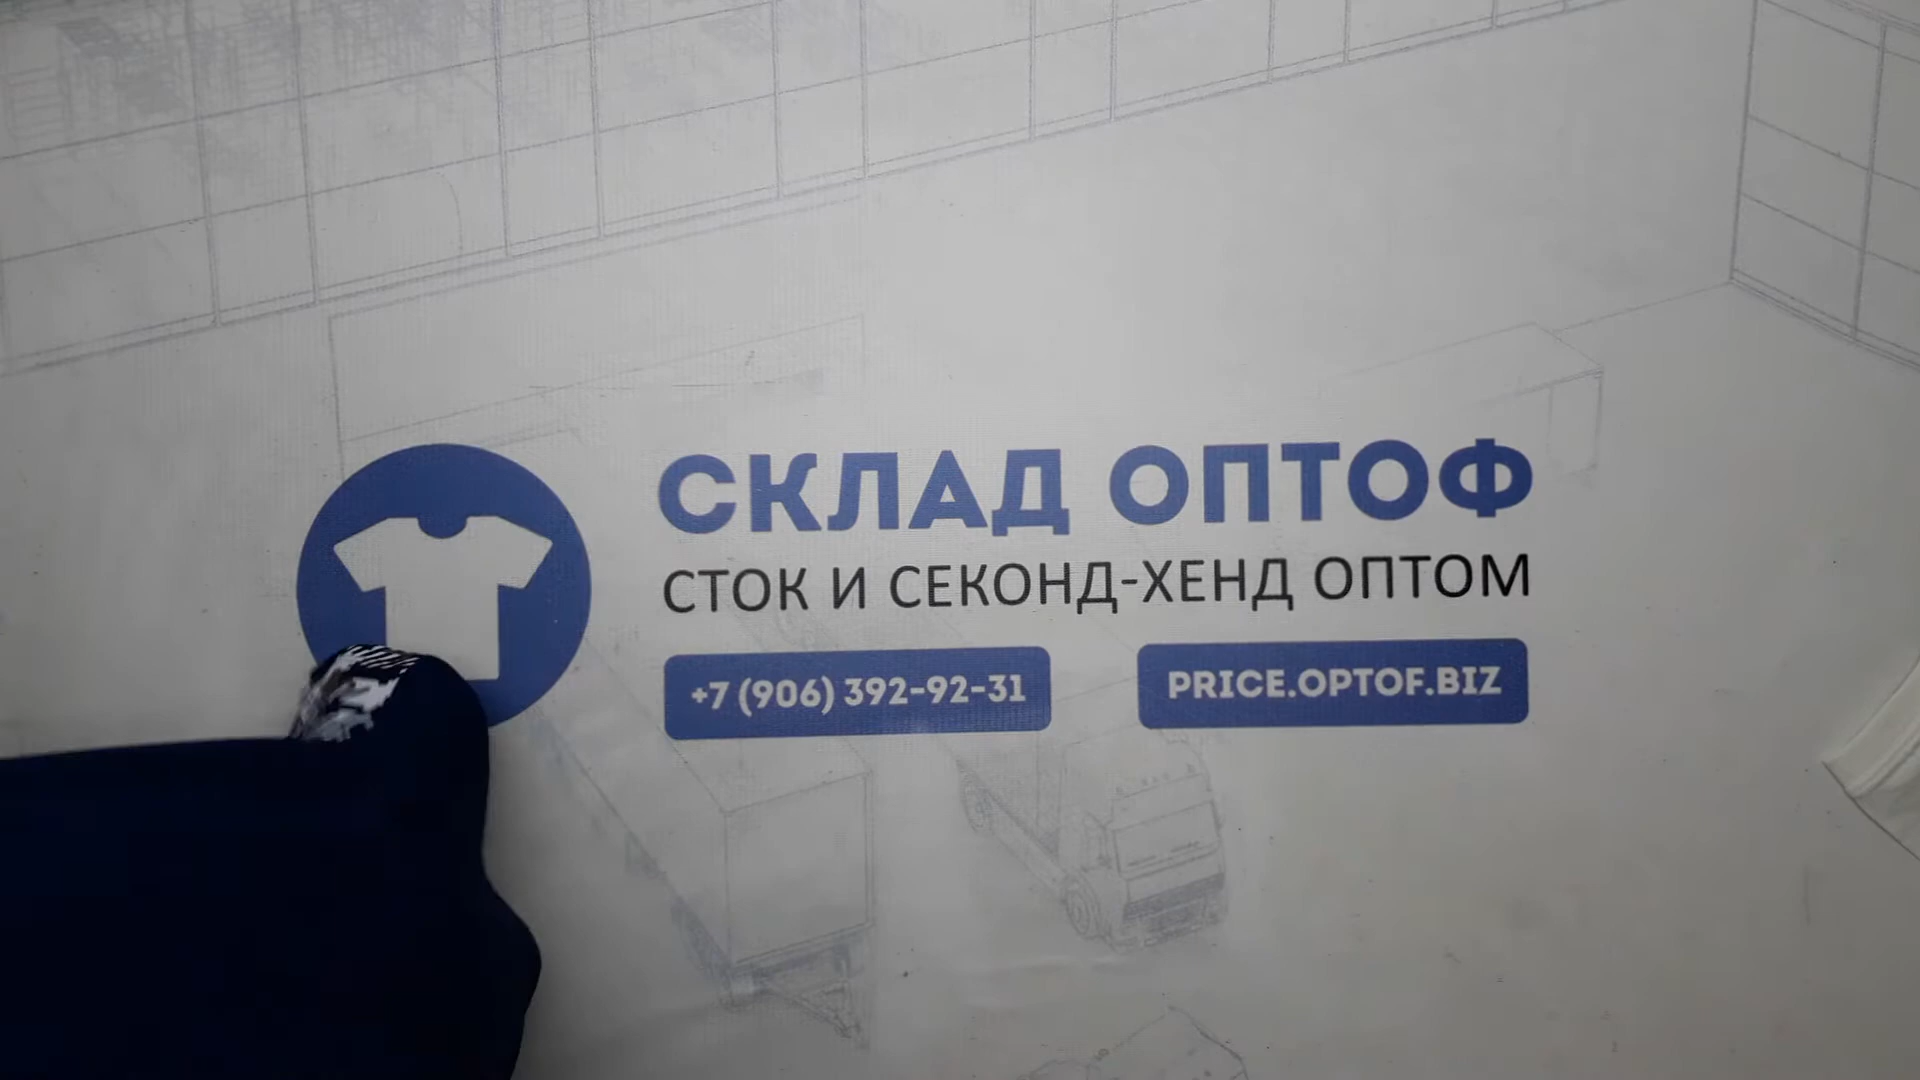 СКЛАД ОПТОФ
СТОК И СЕКОНД-ХЕНД ОПТОМ
+7 (906) 392-92-31
PRICE.OPTOF.BIZ